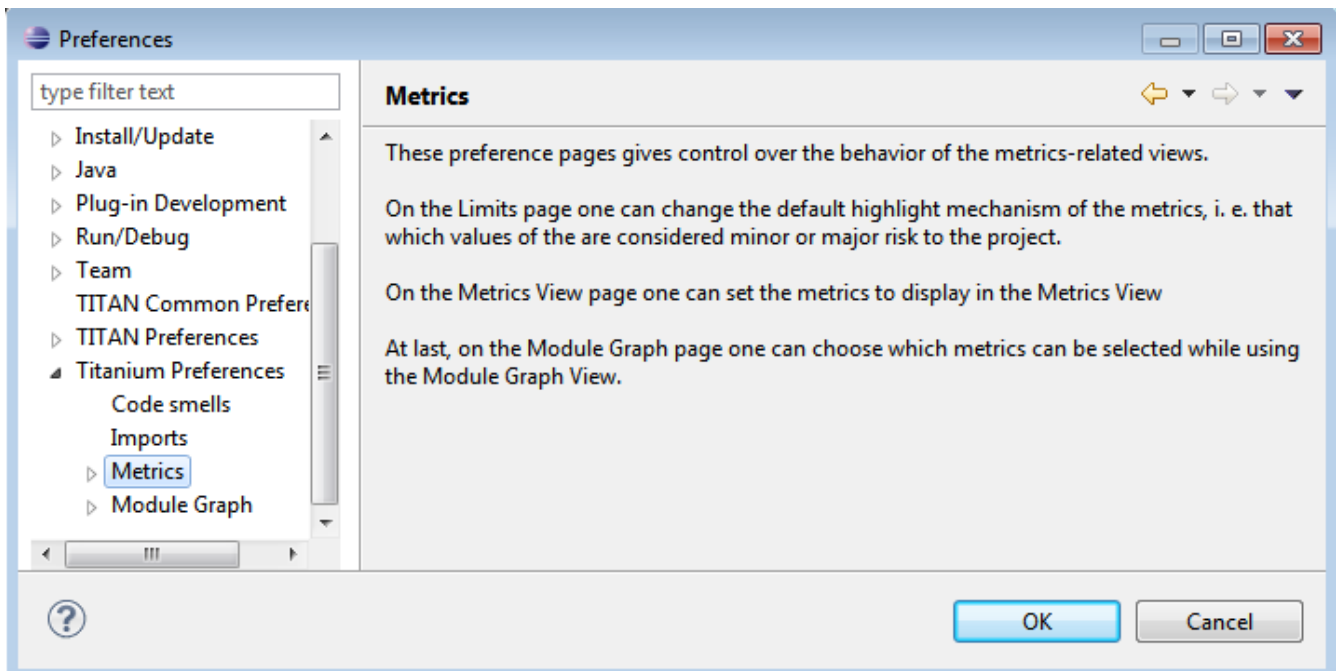 Preferences
type filter text
Install/Update
Java
Plug-in Development
Run/Debug
Team
TITAN Common Prefere
TITAN Preferences
Titanium Preferences
Code smells
Imports
Metrics
Module Graph
Metrics
These preference pages gives control over the behavior of the metrics-related views.
On the Limits page one can change the default highlight mechanism of the metrics, i. e. that
which values of the are considered minor or major risk to the project.
On the Metrics View page one can set the metrics to display in the Metrics View
At last, on the Module Graph page one can choose which metrics can be selected while using
the Module Graph View.
OK
Cancel